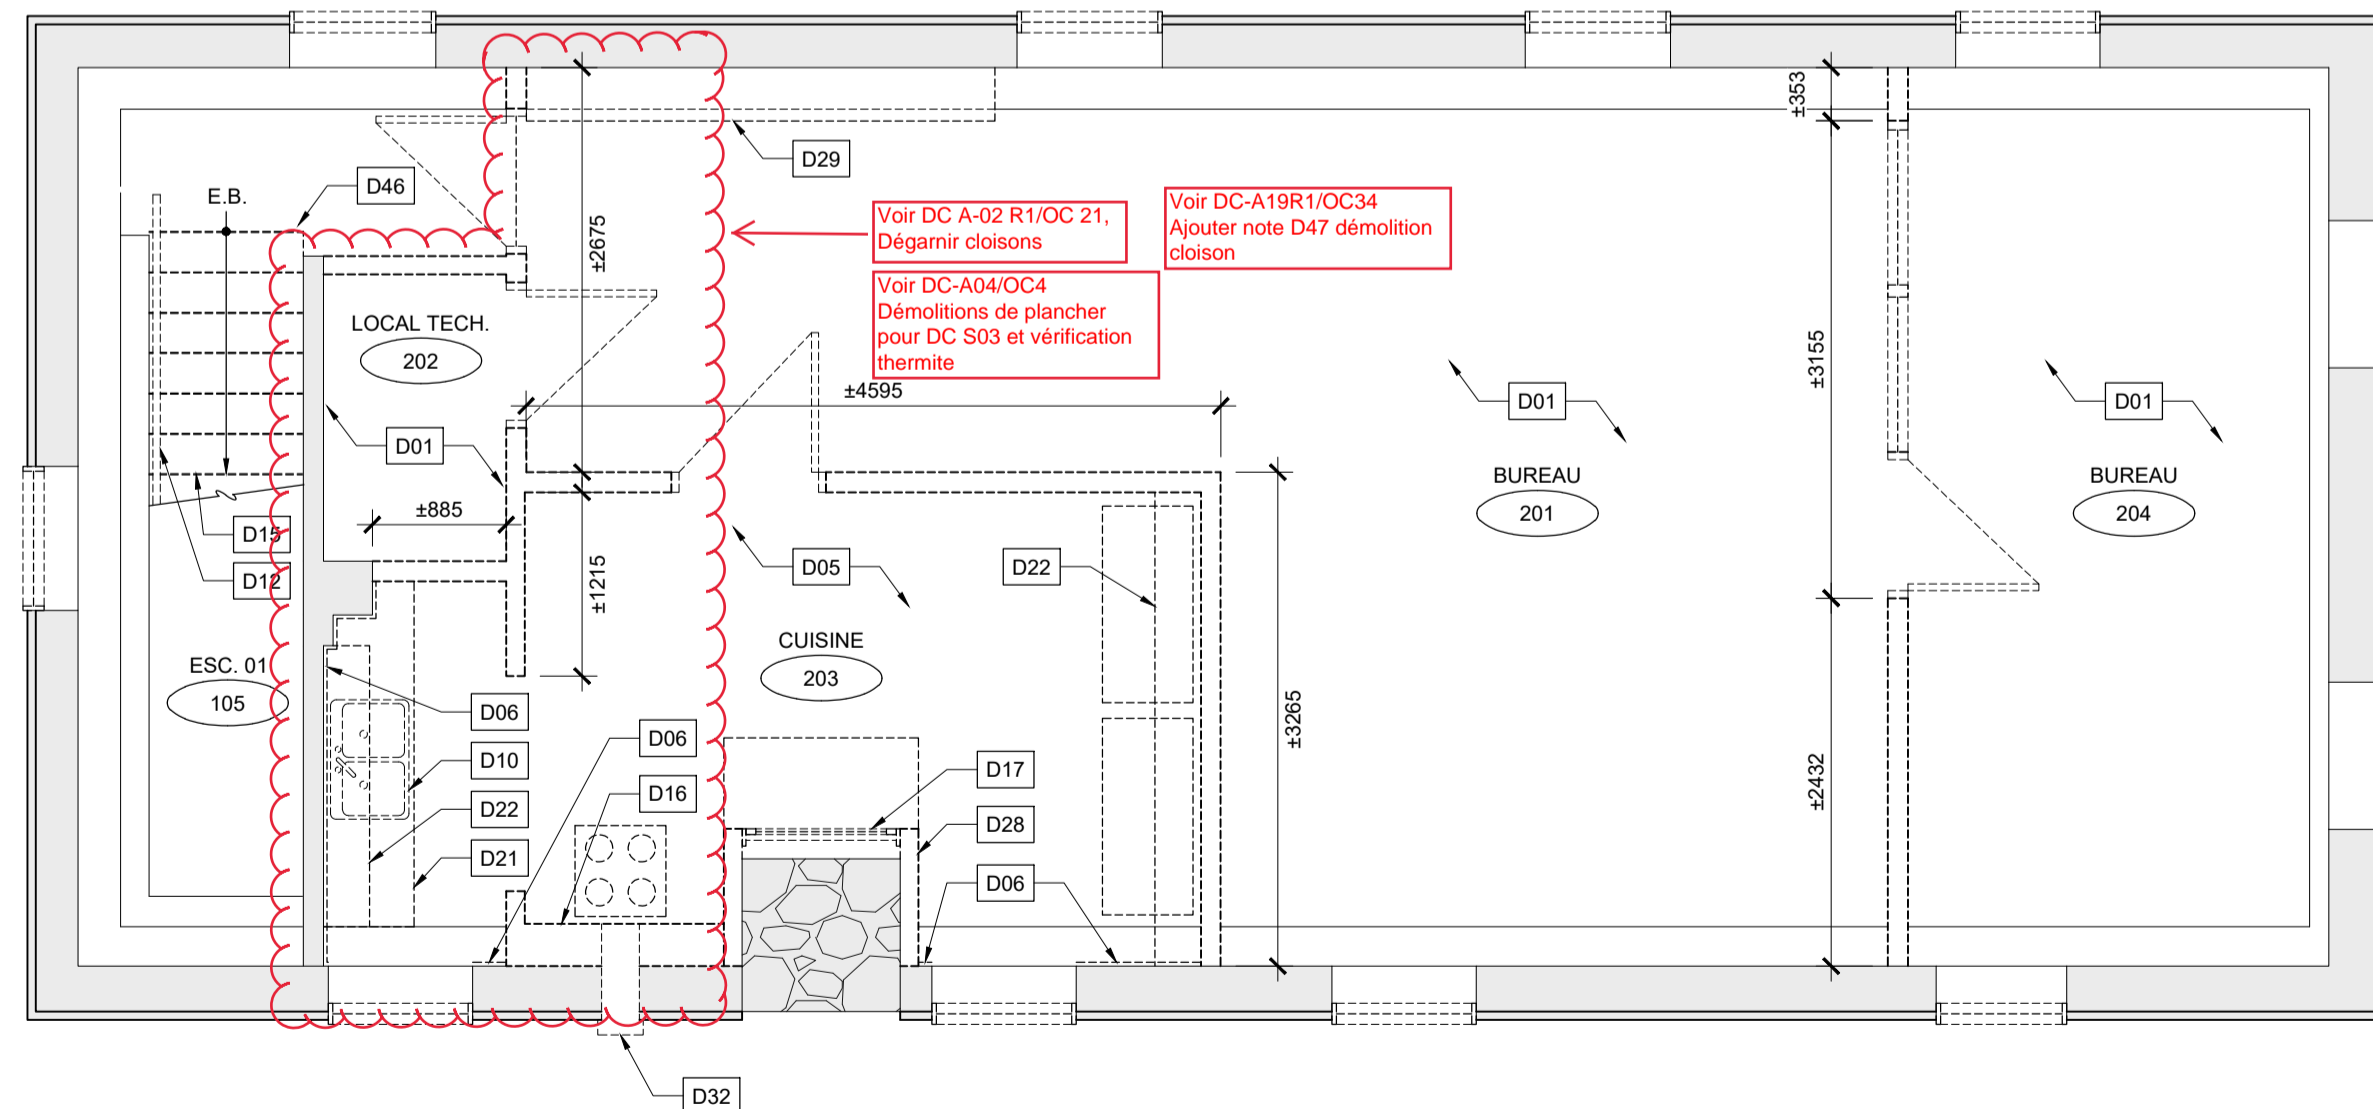 ±353
D29
D46
E.B.
Voir DC A-02 R1/OC 21,
Dégarnir cloisons
Voir DC-A19R1/OC34
Ajouter note D47 démolition
cloison
±2675
Voir DC-A04/OC4
Démolitions de plancher
pour DC S03 et vérification
thermite
LOCAL TECH.
202
±3155
±4595
D01
D01
D01
BUREAU
201
BUREAU
204
±885
D15
D12
±1215
D05
D22
CUISINE
203
ESC. 01
105
D06
D06
±3265
D10
D17
D16
±2432
D22
D28
D21
D06
D32